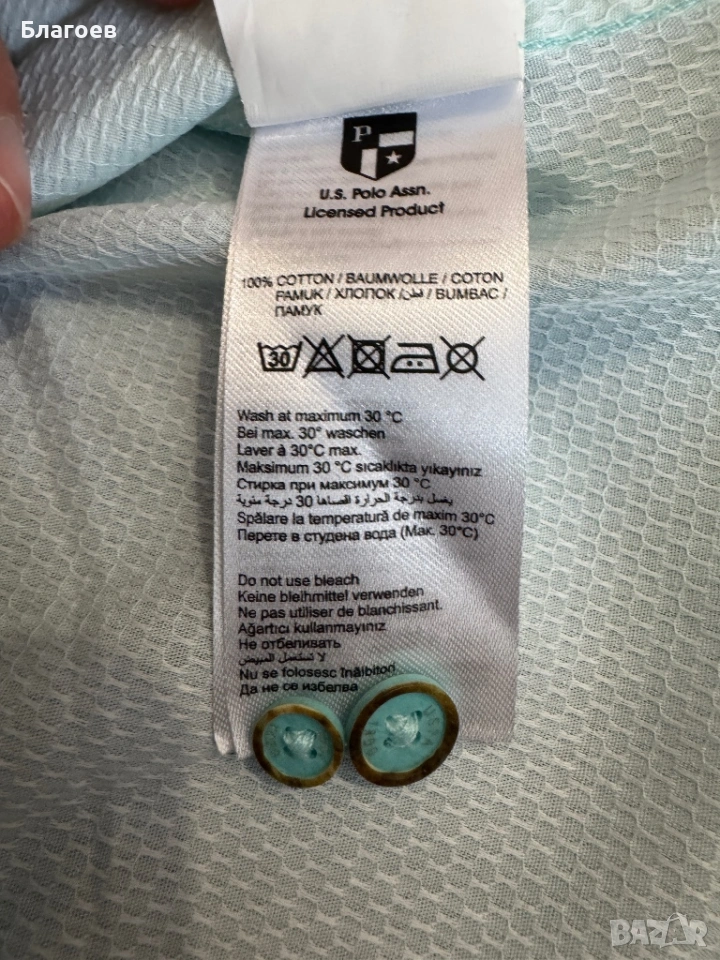 Благоев
P
U.S. Polo Assn.
Licensed Product
100% COTTON / BAUMWOLLE / COTON
PAMUK / ХЛОПОК / قطن / BUMBAC /
ПАМУК
30
Wash at maximum 30 °C
Bei max. 30° waschen
Laver à 30°C max.
Maksimum 30 °C sıcaklıkta yıkayınız
Стирка при максимум 30 °C
يغسل بدرجة الحرارة اقصاها 30 درجة مئوية
Spălare la temperatură de maxim 30°C
Перете в студена вода (Мак. 30°C)
Do not use bleach
Keine bleihmittel verwenden
Ne pas utiliser de blanchissant.
Ağartıcı kullanmayınız
Не отбеливать
لا تستعمل المبيض
Nu se folosesc înălbitori
Да не се избелва
BAZAR